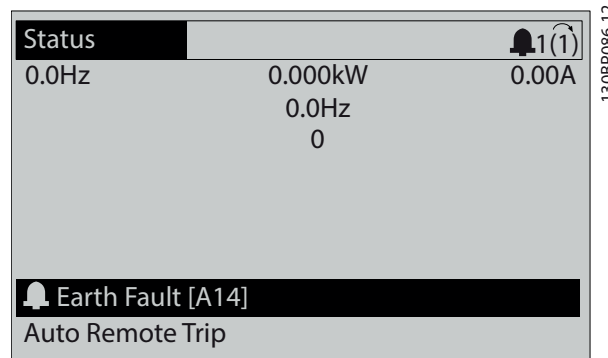 Status 1(1)
0.0Hz 0.000kW 0.00A
0.0Hz
0
Earth Fault [A14]
Auto Remote Trip
130BP086.12